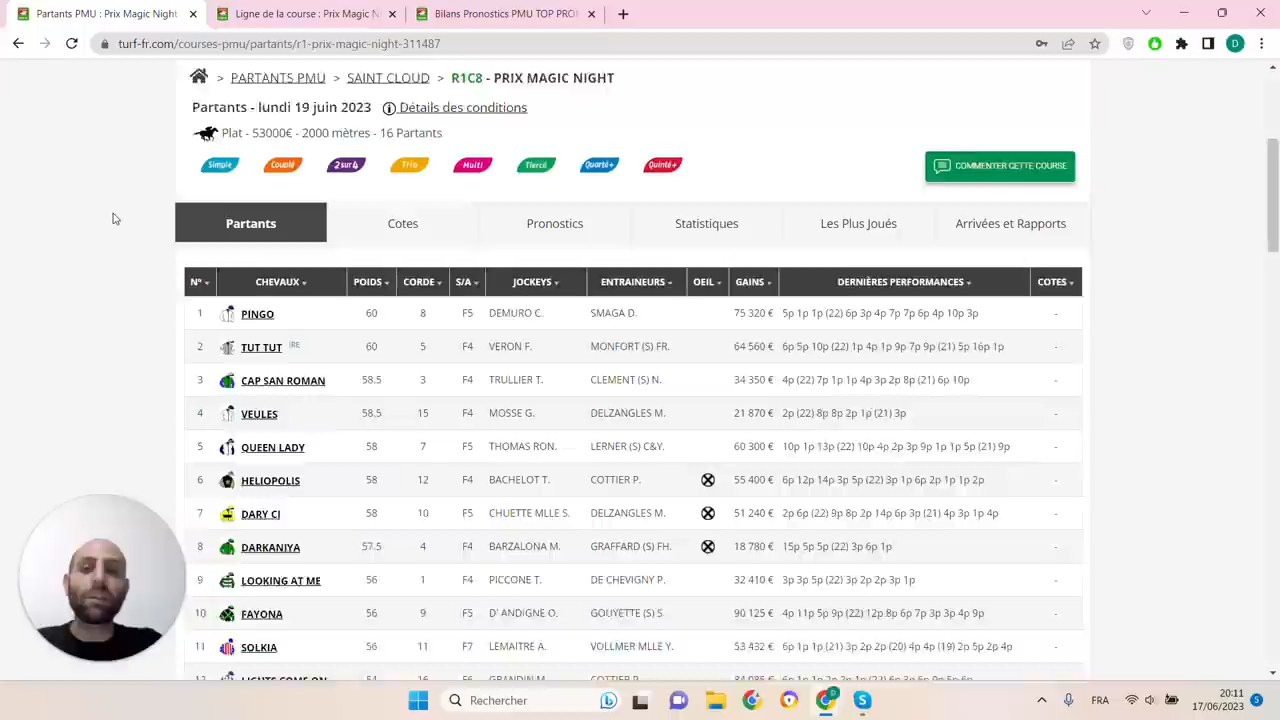 Partants PMU : Prix Magic Night
Ligne de la course : Prix Magic N
Bilans Pronostics PMU TOP PRO
turf-fr.com/courses-pmu/partants/r1-prix-magic-night-311487
D
> PARTANTS PMU > SAINT CLOUD > R1C8 - PRIX MAGIC NIGHT
Partants - lundi 19 juin 2023 Détails des conditions
Plat - 53000€ - 2000 mètres - 16 Partants
Simple Couplé 2 sur 4 Trio Multi Tiercé Quarté+ Quinté+
COMMENTER CETTE COURSE
Partants Cotes Pronostics Statistiques Les Plus Joués Arrivées et Rapports
N° CHEVAUX POIDS CORDE S/A JOCKEYS ENTRAINEURS OEIL GAINS DERNIÈRES PERFORMANCES COTES
1 PINGO 60 8 F5 DEMURO C. SMAGA D. 75 320 € 5p 1p 1p (22) 6p 3p 4p 7p 7p 6p 4p 10p 3p -
2 TUT TUT IRE 60 5 F4 VERON F. MONFORT (S) FR. 64 560 € 6p 5p 10p (22) 1p 4p 1p 9p 7p 9p (21) 5p 16p 1p -
3 CAP SAN ROMAN 58.5 3 F4 TRULLIER T. CLEMENT (S) N. 34 350 € 4p (22) 7p 1p 1p 4p 3p 2p 8p (21) 6p 10p -
4 VEULES 58.5 15 F4 MOSSE G. DELZANGLES M. 21 870 € 2p (22) 8p 8p 2p 1p (21) 3p -
5 QUEEN LADY 58 7 F5 THOMAS RON. LERNER (S) C&Y. 60 300 € 10p 1p 13p (22) 10p 4p 2p 3p 9p 1p 1p 5p (21) 9p -
6 HELIOPOLIS 58 12 F4 BACHELOT T. COTTIER P. 55 400 € 6p 12p 14p 3p 5p (22) 3p 1p 6p 2p 1p 1p 2p -
7 DARY CI 58 10 F5 CHUETTE MLLE S. DELZANGLES M. 51 240 € 2p 6p (22) 9p 8p 2p 14p 6p 3p (21) 4p 3p 1p 4p -
8 DARKANIYA 57.5 4 F4 BARZALONA M. GRAFFARD (S) FH. 18 780 € 15p 5p 5p (22) 3p 6p 1p -
9 LOOKING AT ME 56 1 F4 PICCONE T. DE CHEVIGNY P. 32 410 € 3p 3p 5p (22) 3p 2p 2p 3p 1p -
10 FAYONA 56 9 F5 D' ANDIGNE O. GOUYETTE (S) S. 90 125 € 4p 11p 5p 9p (22) 12p 8p 6p 7p 3p 3p 4p 9p -
11 SOLKIA 56 11 F7 LEMAITRE A. VOLLMER MLLE Y. 53 432 € 6p 1p 1p (21) 3p 2p 2p (20) 4p 4p (19) 2p 5p 2p 4p -
LIGHTS COME ON
Rechercher
D
FRA
20:11
17/06/2023
5